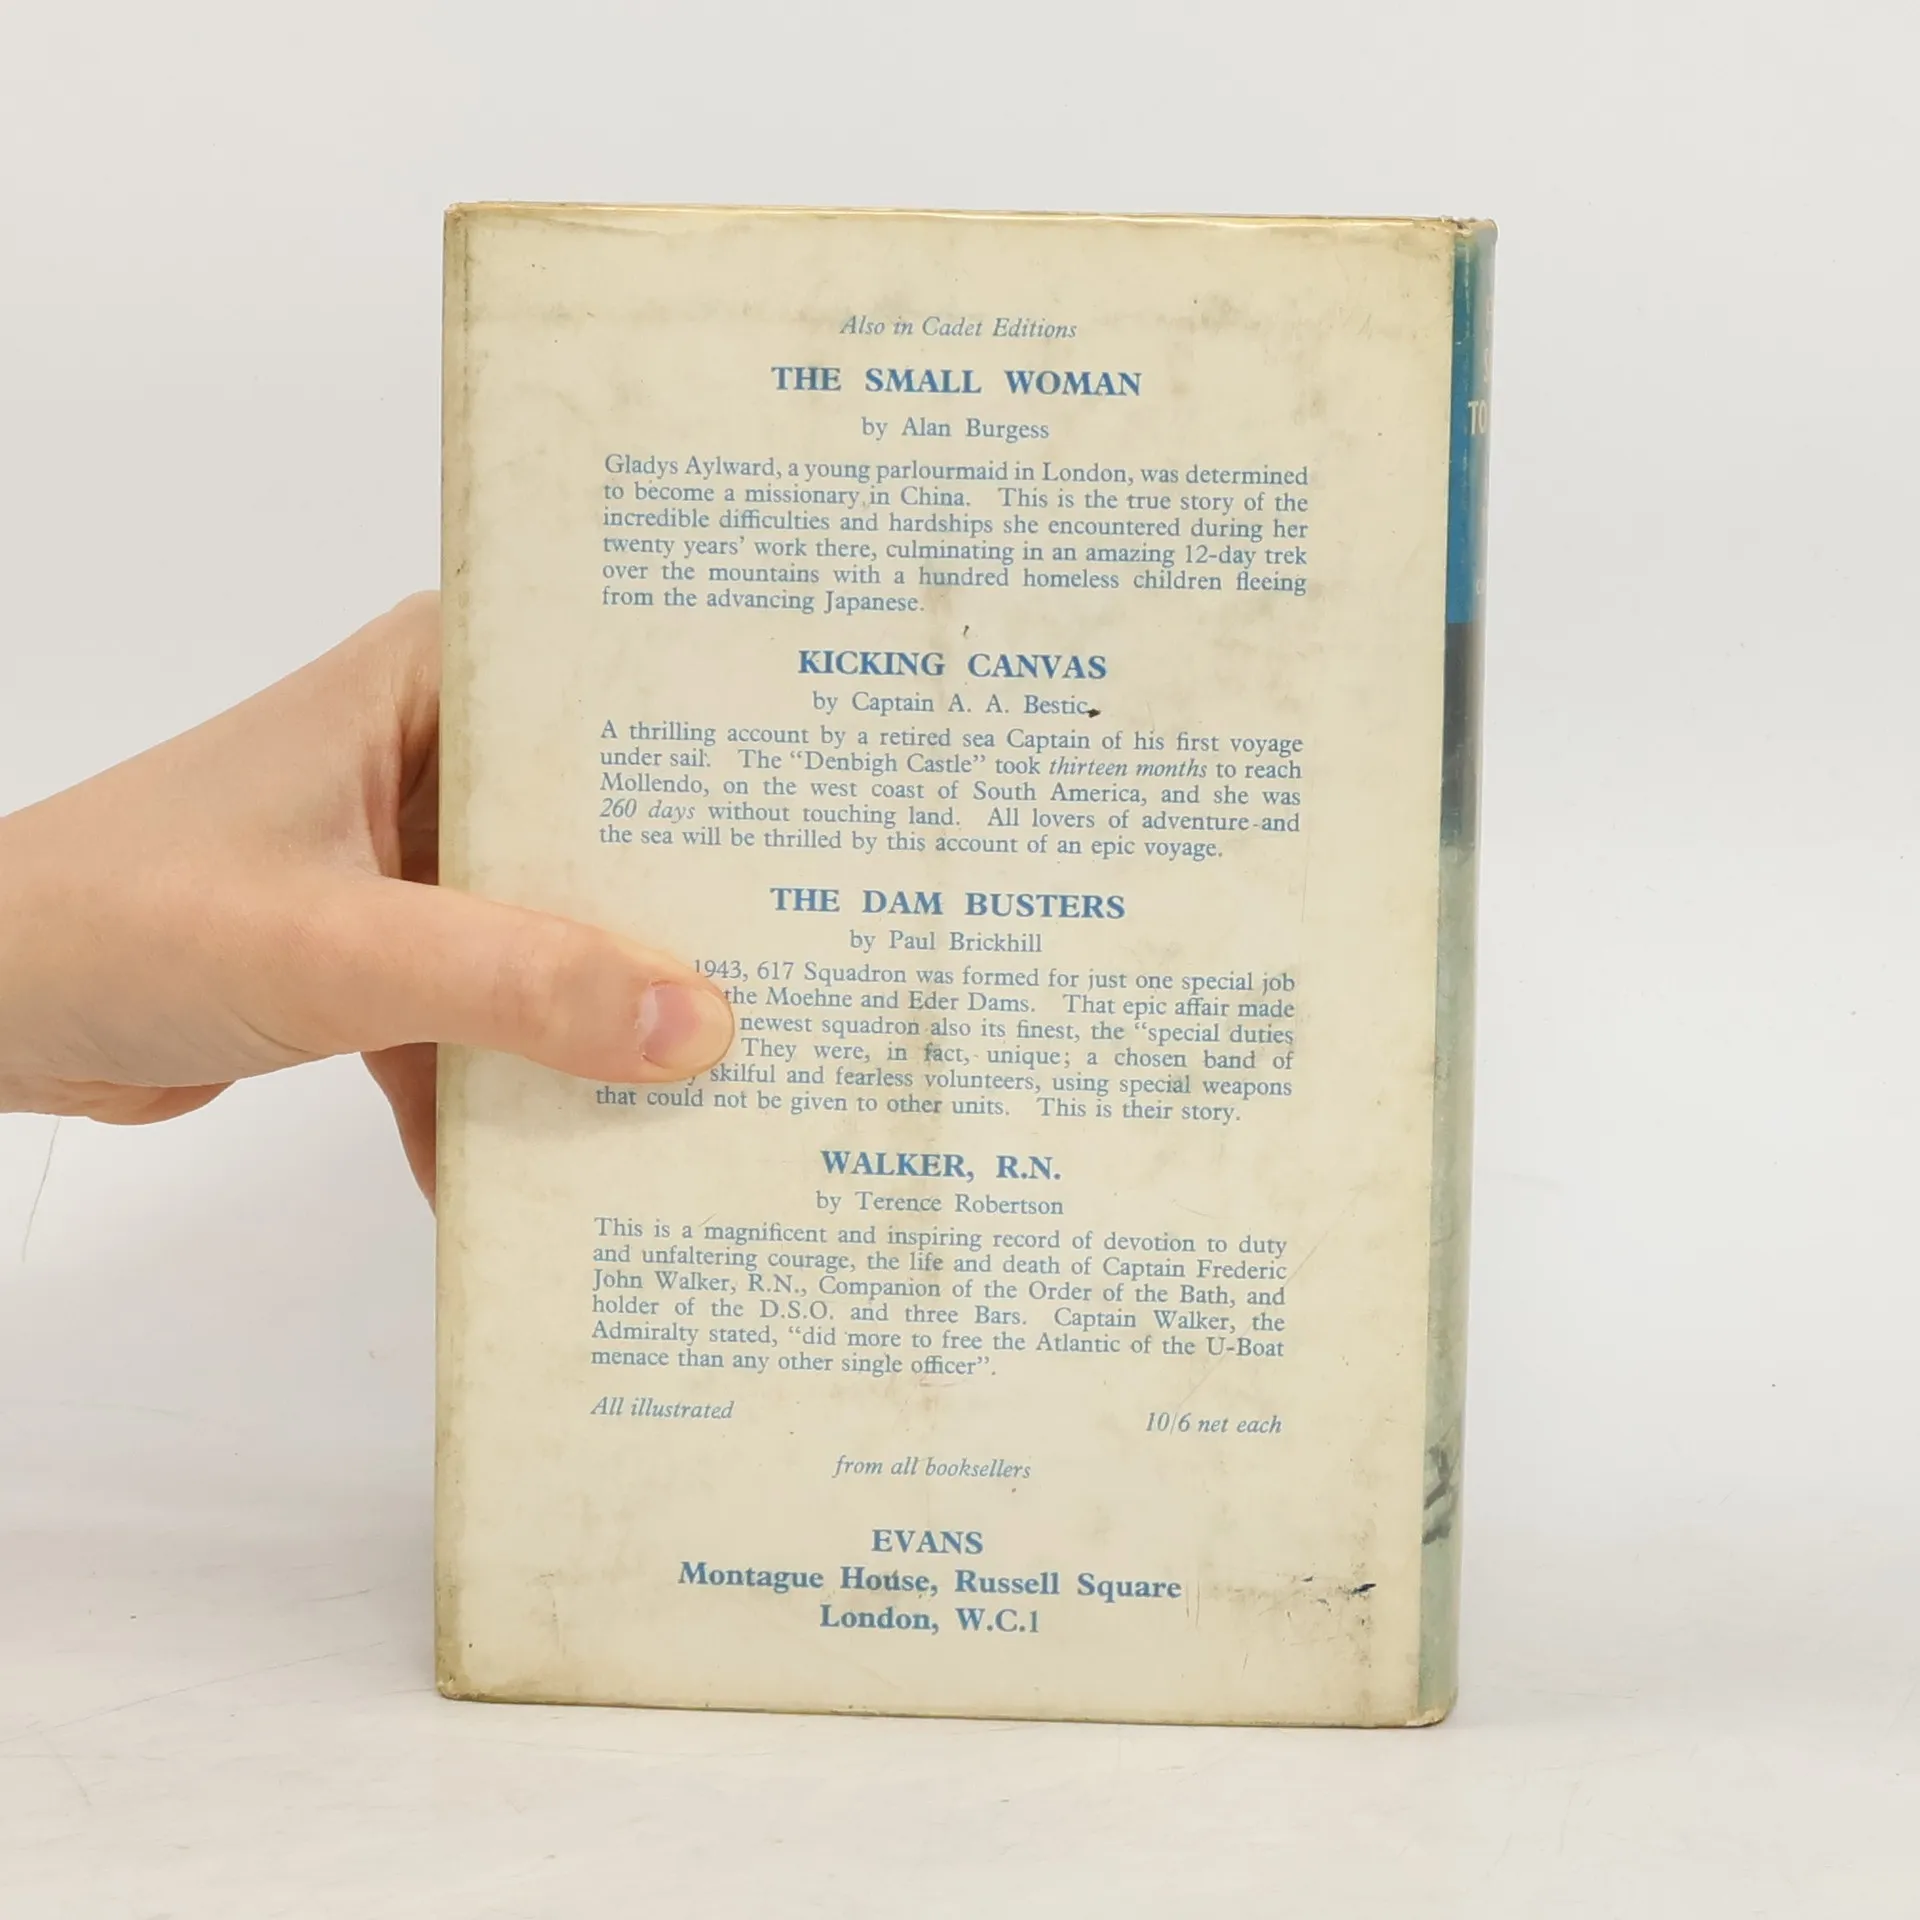 Also in Cadet Editions
THE SMALL WOMAN
by Alan Burgess
Gladys Aylward, a young parlourmaid in London, was determined
to become a missionary in China. This is the true story of the
incredible difficulties and hardships she encountered during her
twenty years' work there, culminating in an amazing 12-day trek
over the mountains with a hundred homeless children fleeing
from the advancing Japanese.
KICKING CANVAS
by Captain A. A. Bestic
A thrilling account by a retired sea Captain of his first voyage
under sail. The "Denbigh Castle" took thirteen months to reach
Mollendo, on the west coast of South America, and she was
260 days without touching land. All lovers of adventure and
the sea will be thrilled by this account of an epic voyage.
THE DAM BUSTERS
by Paul Brickhill
1943, 617 Squadron was formed for just one special job
the Moehne and Eder Dams. That epic affair made
newest squadron also its finest, the "special duties
They were, in fact, unique; a chosen band of
skilful and fearless volunteers, using special weapons
that could not be given to other units. This is their story.
WALKER, R.N.
by Terence Robertson
This is a magnificent and inspiring record of devotion to duty
and unfaltering courage, the life and death of Captain Frederic
John Walker, R.N., Companion of the Order of the Bath, and
holder of the D.S.O. and three Bars. Captain Walker, the
Admiralty stated, "did more to free the Atlantic of the U-Boat
menace than any other single officer".
All illustrated
10/6 net each
from all booksellers
EVANS
Montague House, Russell Square
London, W.C.1
TO